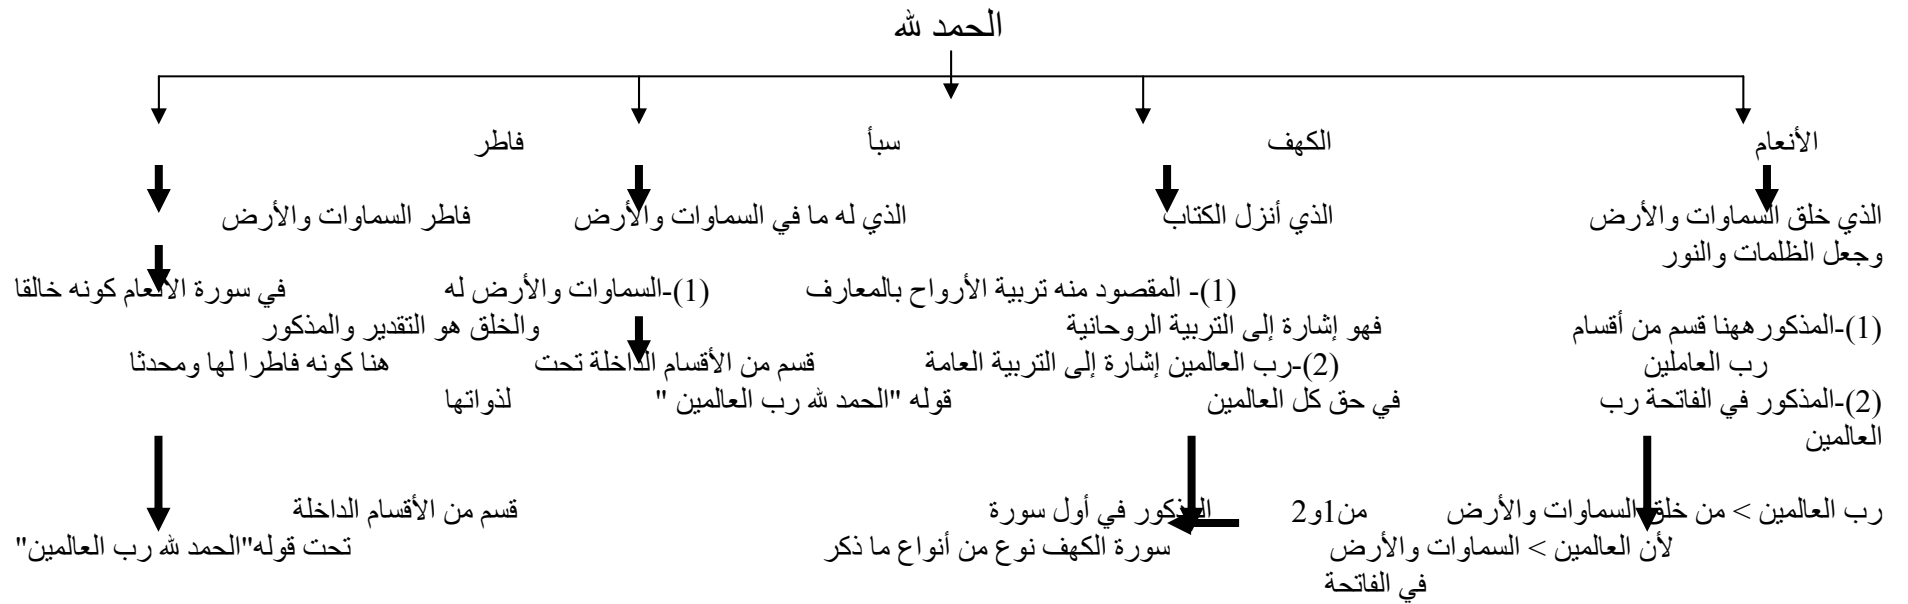 الحمد لله
الأنعام
الكهف
سبأ
فاطر
الذي خلق السماوات والأرض
وجعل الظلمات والنور
الذي أنزل الكتاب
الذي له ما في السماوات والأرض
فاطر السماوات والأرض
(1)-المذكورههنا قسم من أقسام
رب العاملين
(2)-المذكور في الفاتحة رب
العالمين
(1)- المقصود منه تربية الأرواح بالمعارف
فهو إشارة إلى التربية الروحانية
(2)-رب العالمين إشارة إلى التربية العامة
في حق كل العالمين
(1)-السماوات والأرض له
قسم من الأقسام الداخلة تحت
قوله "الحمد لله رب العالمين "
في سورة الأنعام كونه خالقا
والخلق هو التقدير والمذكور
هنا كونه فاطرا لها ومحدثا
لذواتها
رب العالمين > من خلق السماوات والأرض
لأن العالمين > السماوات والأرض
من1و2
المذكور في أول سورة
سورة الكهف نوع من أنواع ما ذكر
في الفاتحة
قسم من الأقسام الداخلة
تحت قوله"الحمد لله رب العالمين"